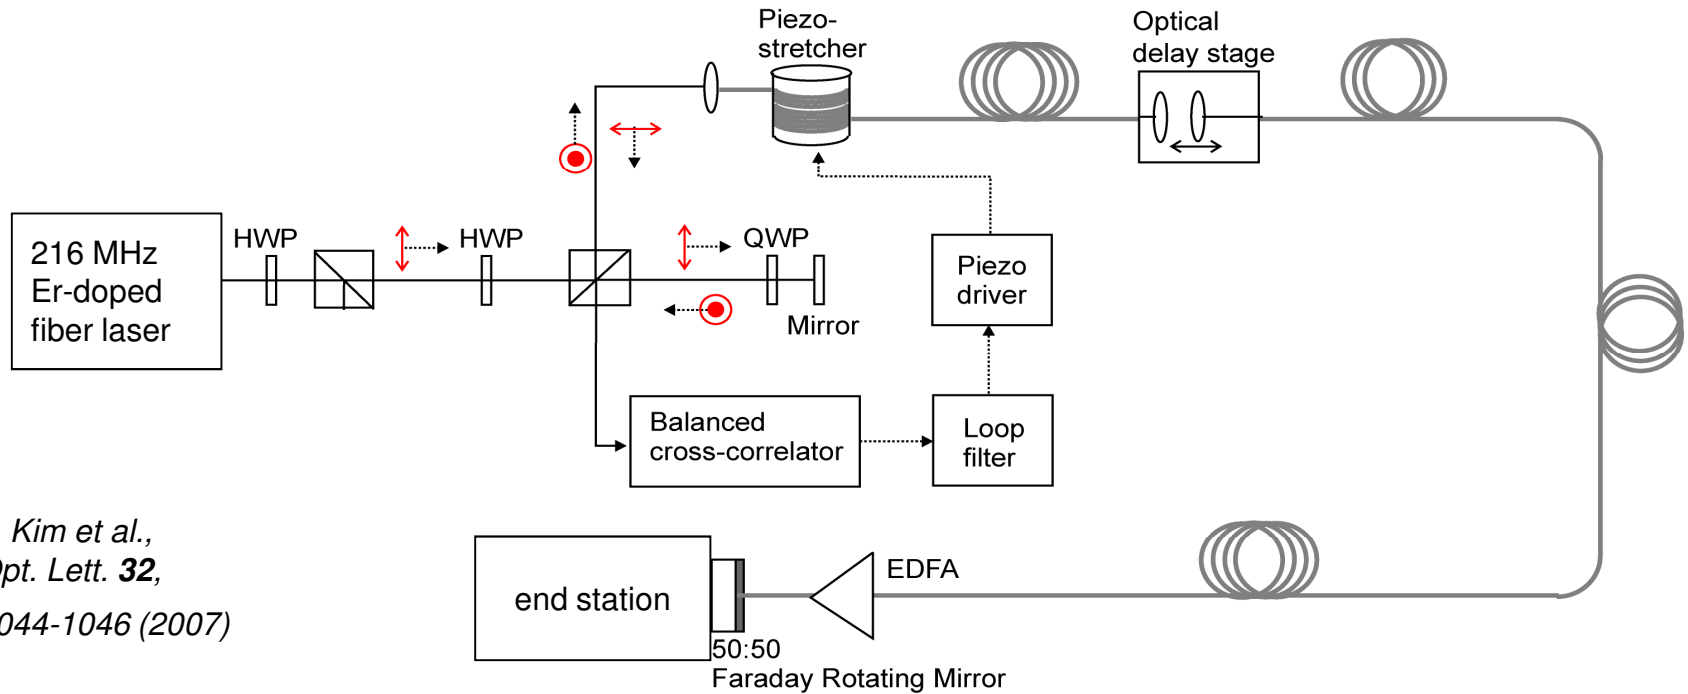 Piezo-
stretcher
Optical
delay stage
216 MHz
Er-doped
fiber laser
HWP
HWP
QWP
Mirror
Piezo
driver
Balanced
cross-correlator
Loop
filter
Kim et al.,
Opt. Lett. 32,
044-1046 (2007)
end station
EDFA
50:50
Faraday Rotating Mirror